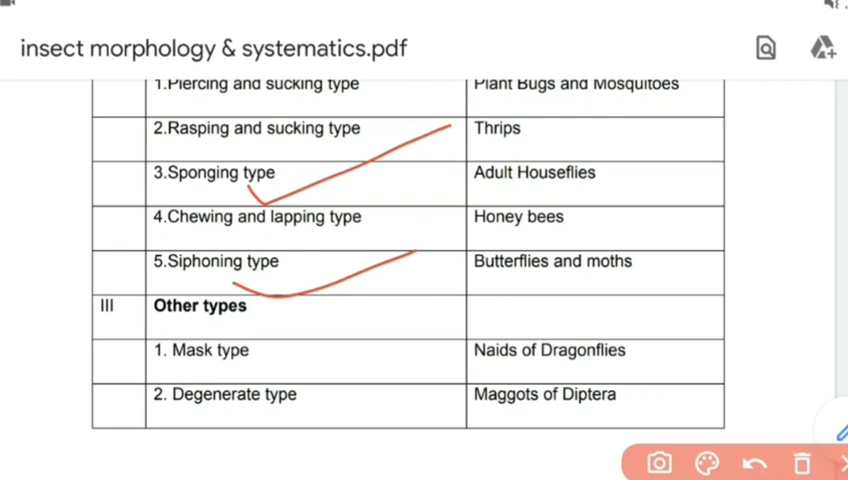 insect morphology & systematics.pdf
1.Piercing and sucking type Plant Bugs and Mosquitoes
2.Rasping and sucking type Thrips
3.Sponging type Adult Houseflies
4.Chewing and lapping type Honey bees
5.Siphoning type Butterflies and moths
III Other types
1. Mask type Naids of Dragonflies
2. Degenerate type Maggots of Diptera